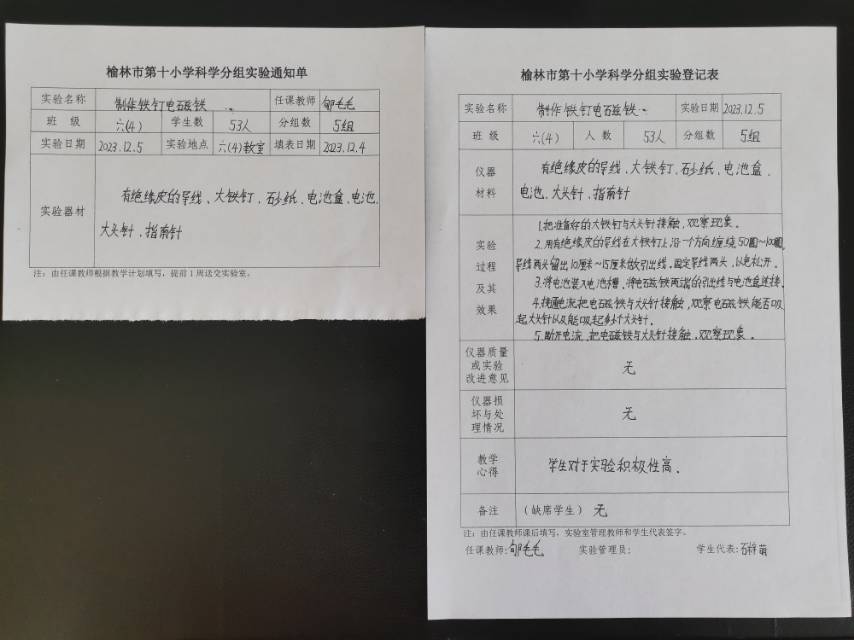 榆林市第十小学科学分组实验通知单
实验名称 制作铁钉电磁铁 任课教师 郇毛毛
班 级 六(4) 学生数 53人 分组数 5组
实验日期 2023.12.5 实验地点 六(4)教室 填表日期 2023.12.4
实验器材
有绝缘皮的导线、大铁钉、砂纸、电池盒、电池、
大头针、指南针
注：由任课教师根据教学计划填写，提前1周送交实验室。
榆林市第十小学科学分组实验登记表
实验名称 制作铁钉电磁铁 实验日期 2023.12.5
班 级 六(4) 人 数 53人 分组数 5组
仪器
材料
有绝缘皮的导线、大铁钉、砂纸、电池盒、
电池、大头针、指南针
实验
过程
及其
效果
1.把准备好的大铁钉与大头针接触，观察现象。
2.用有绝缘皮的导线在大铁钉上沿一个方向缠绕50圈~100圈，
导线两头留出10厘米~15厘米做引出线，固定导线两头，以免松开。
3.将电池装入电池槽，将电磁铁两端的引出线与电池盒连接。
4.接通电流，把电磁铁与大头针接触，观察电磁铁能否吸
起大头针以及能吸起多少个大头针。
5.断开电流，把电磁铁与大头针接触，观察现象。
仪器质量
或实验
改进意见
无
仪器损
坏与处
理情况
无
教学
心得
学生对于实验积极性高。
备注 （缺席学生） 无
注：由任课教师课后填写，实验室管理教师和学生代表签字。
任课教师:郇毛毛 实验管理员: 学生代表:石梓萌